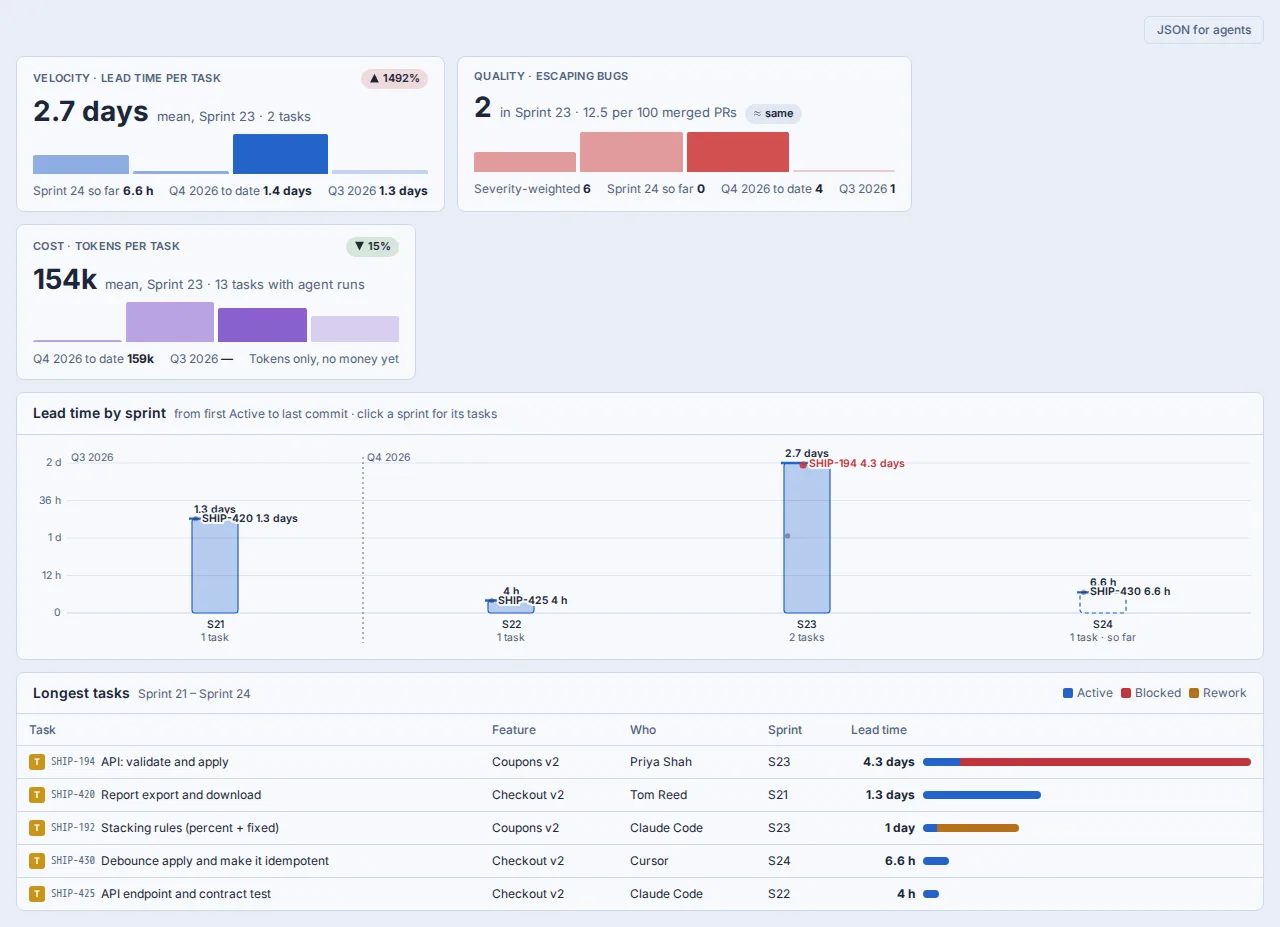 JSON for agents
VELOCITY · LEAD TIME PER TASK
▲ 1492%
2.7 days mean, Sprint 23 · 2 tasks
Sprint 24 so far 6.6 h Q4 2026 to date 1.4 days Q3 2026 1.3 days
QUALITY · ESCAPING BUGS
2 in Sprint 23 · 12.5 per 100 merged PRs ≈ same
Severity-weighted 6 Sprint 24 so far 0 Q4 2026 to date 4 Q3 2026 1
COST · TOKENS PER TASK
▼ 15%
154k mean, Sprint 23 · 13 tasks with agent runs
Q4 2026 to date 159k Q3 2026 — Tokens only, no money yet
Lead time by sprint from first Active to last commit · click a sprint for its tasks
Q3 2026
Q4 2026
2 d
36 h
1 d
12 h
0
1.3 days
SHIP-420 1.3 days
4 h
SHIP-425 4 h
2.7 days
SHIP-194 4.3 days
6.6 h
SHIP-430 6.6 h
S21
1 task
S22
1 task
S23
2 tasks
S24
1 task · so far
Longest tasks Sprint 21 – Sprint 24
Active Blocked Rework
Task Feature Who Sprint Lead time
T SHIP-194 API: validate and apply Coupons v2 Priya Shah S23 4.3 days
T SHIP-420 Report export and download Checkout v2 Tom Reed S21 1.3 days
T SHIP-192 Stacking rules (percent + fixed) Coupons v2 Claude Code S23 1 day
T SHIP-430 Debounce apply and make it idempotent Checkout v2 Cursor S24 6.6 h
T SHIP-425 API endpoint and contract test Checkout v2 Claude Code S22 4 h